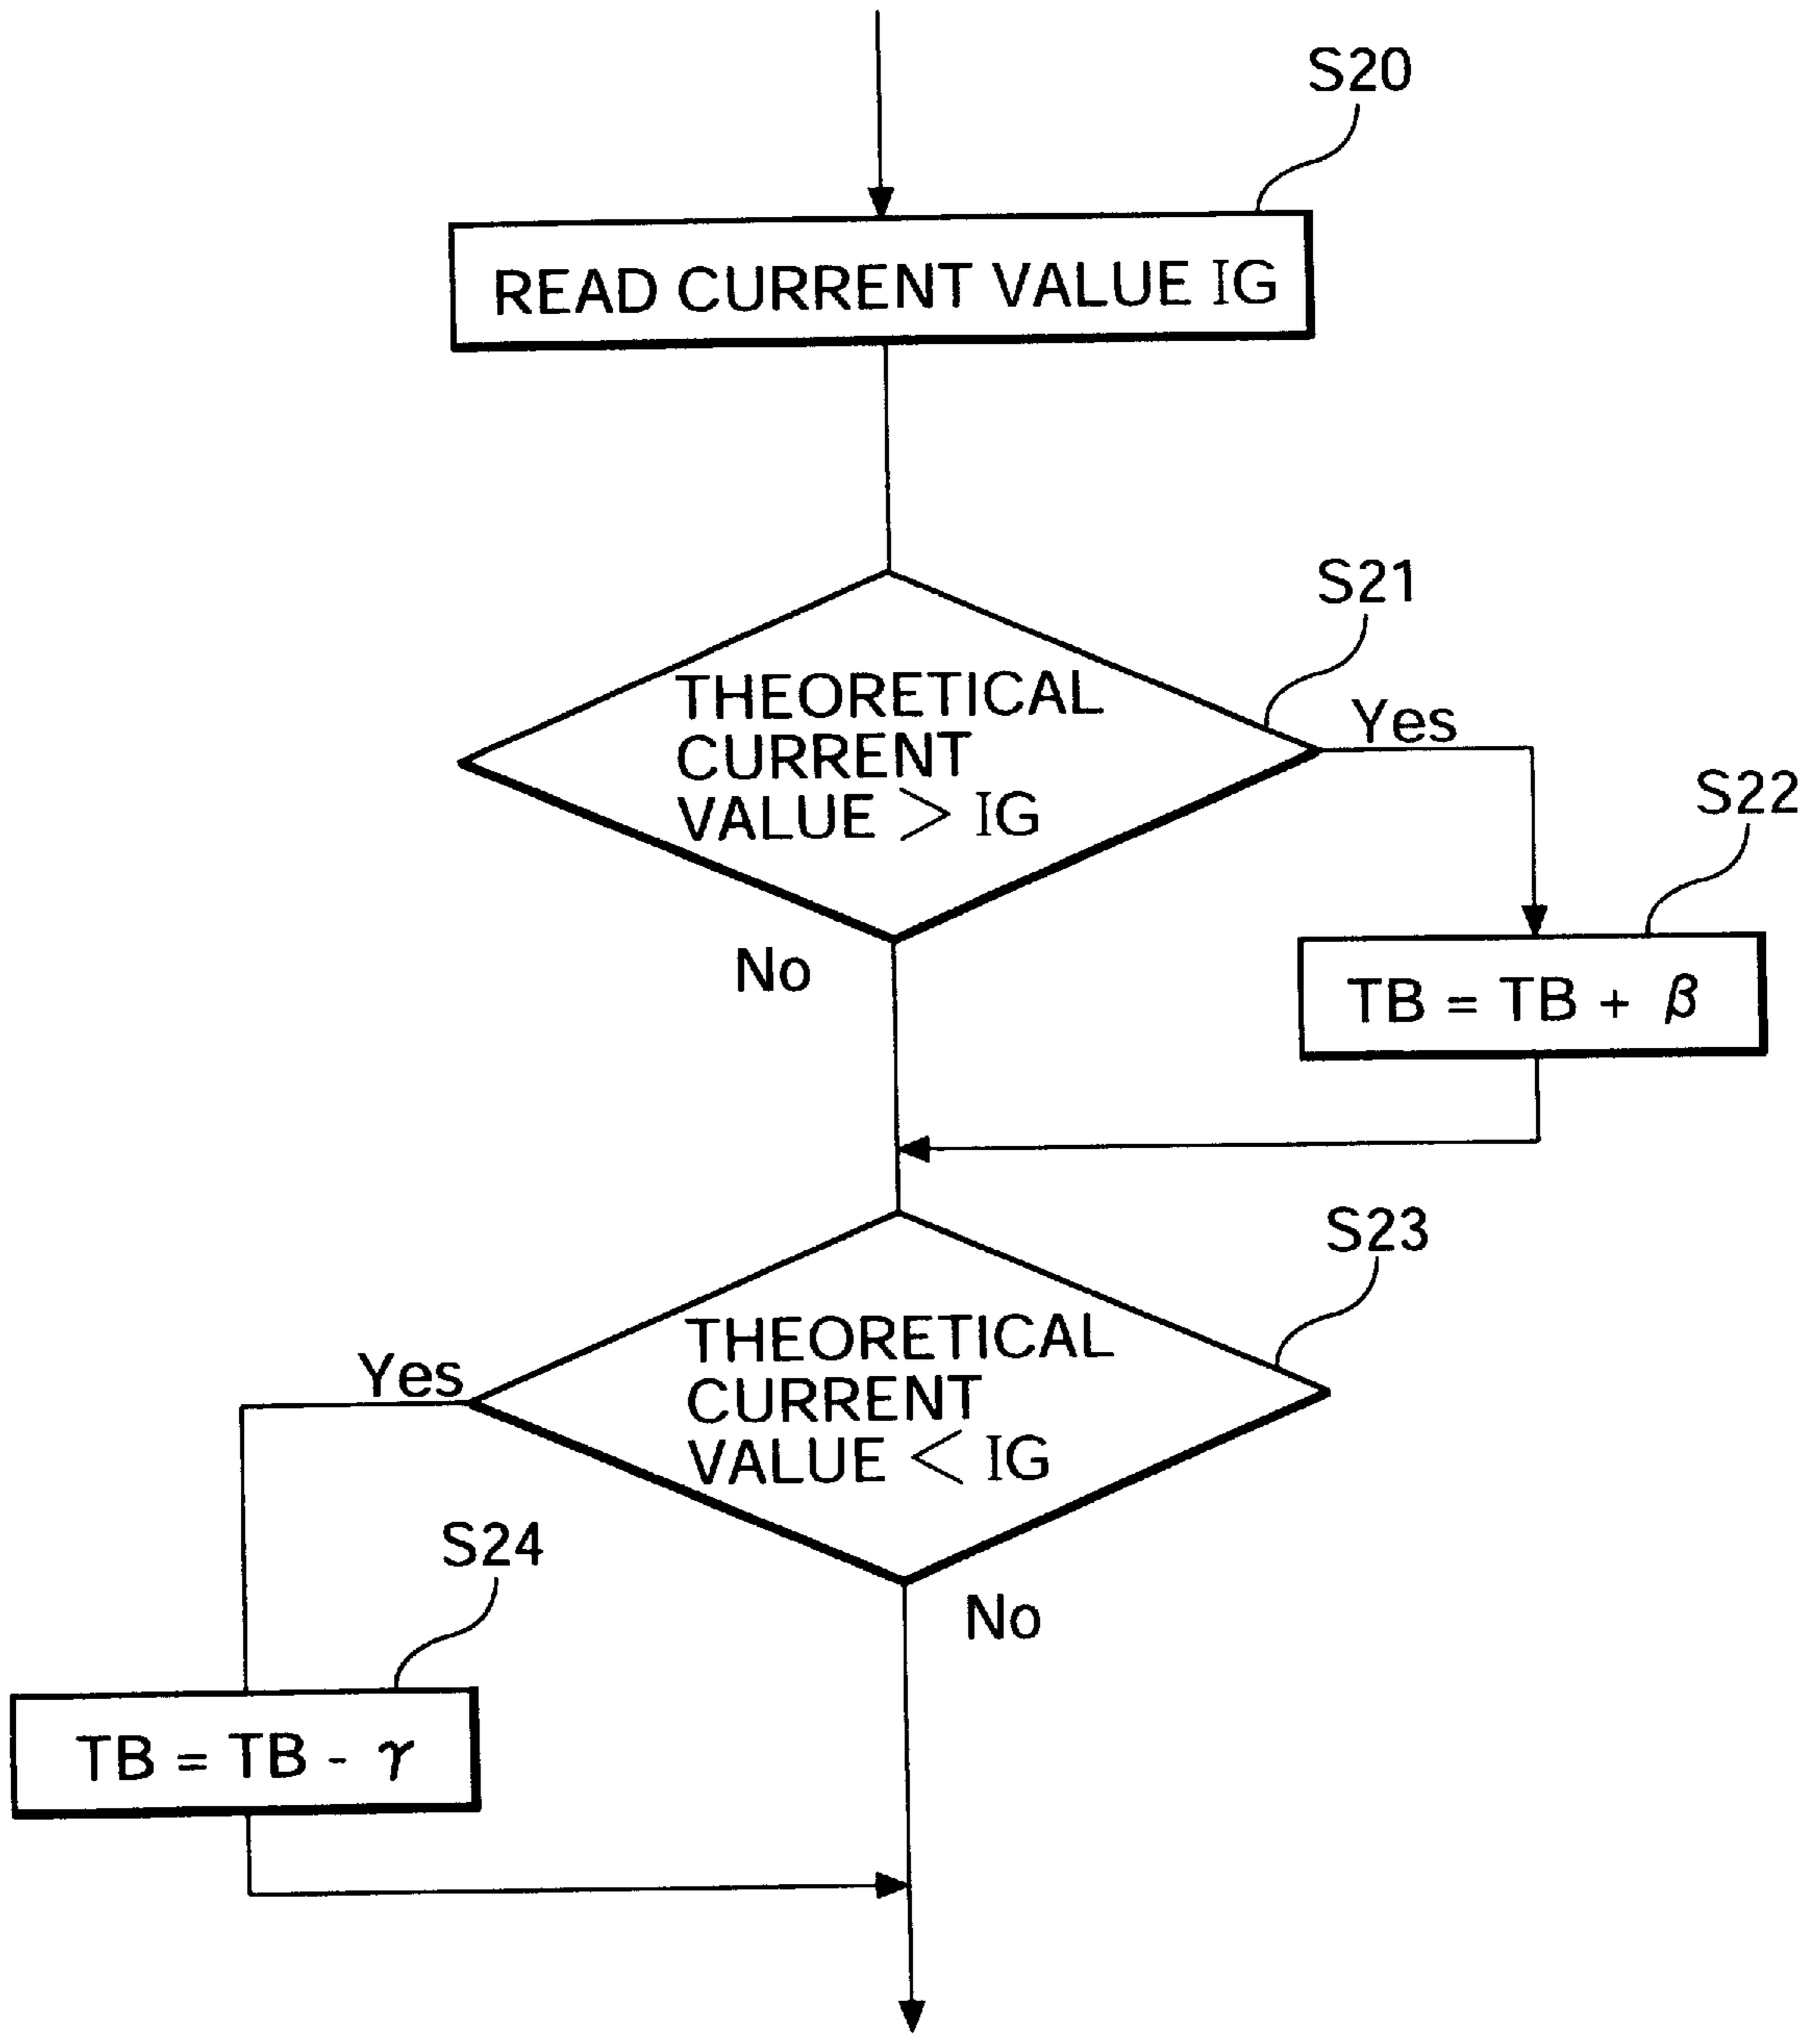 S20
READ CURRENT VALUE IG
S21
THEORETICAL
CURRENT
VALUE > IG
Yes
S22
No
TB = TB + β
S23
THEORETICAL
CURRENT
VALUE < IG
Yes
S24
No
TB = TB - γ